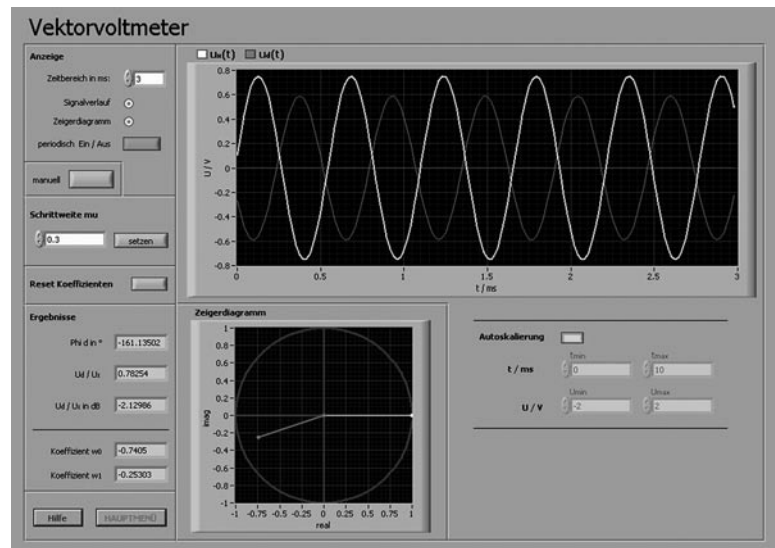 Vektorvoltmeter
Anzeige
Zeitbereich in ms: 3
Signalverlauf
Zeigerdiagramm
periodisch Ein / Aus
manuell
Schrittweite mu
0.3 setzen
Reset Koeffizienten
Ergebnisse
Phi d in ° -161.13502
Ud / Ux 0.78254
Ud / Ux in dB -2.12986
Koeffizient w0 -0.7405
Koeffizient w1 -0.25303
Hilfe HAUPTMENÜ
Ux(t) Ud(t)
U / V
0.8
0.6
0.4
0.2
0
-0.2
-0.4
-0.6
-0.8
0 0.5 1 1.5 2 2.5 3
t / ms
Zeigerdiagramm
imag
1
0.8
0.6
0.4
0.2
0
-0.2
-0.4
-0.6
-0.8
-1
-1 -0.75 -0.5 -0.25 0 0.25 0.5 0.75 1
real
Autoskalierung
tmin tmax
t / ms 0 10
Umin Umax
U / V -2 2